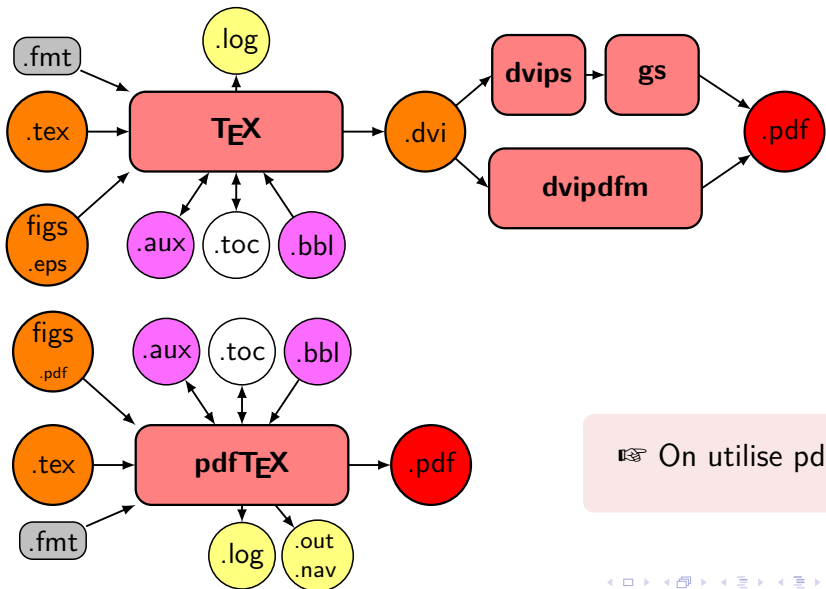 .log
.fmt
.tex
TEX
.dvi
dvips
gs
.pdf
dvipdfm
figs
.eps
.aux
.toc
.bbl
figs
.pdf
.aux
.toc
.bbl
.tex
pdfTEX
.pdf
☞ On utilise pd
.fmt
.log
.out
.nav